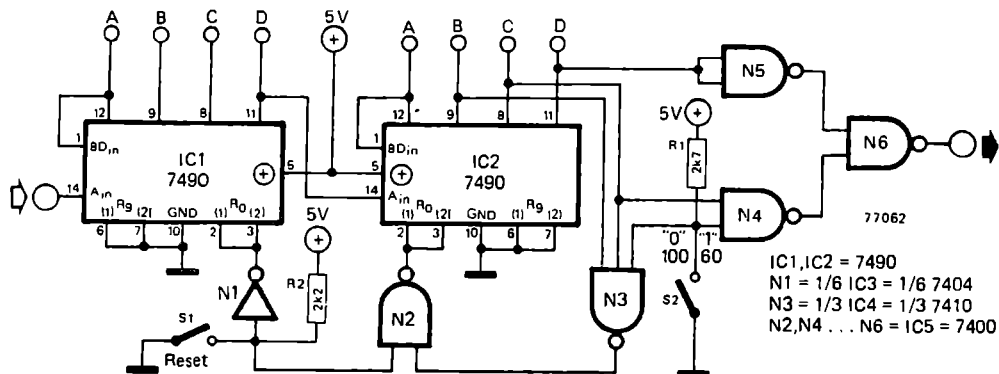 A B C D 5V A B C D
12 9 8 11 12 9 8 11
1 BDin IC1 7490 5
1 BDin IC2 7490 5
14 Ain R9 (1) (2) GND R0 (1) (2)
14 Ain R0 (1) (2) GND R9 (1) (2)
6 7 10 2 3
2 3 10 6 7
N5
5V
R1
2k7
N6
N4
77062
"0" "1"
100 60
5V
R2
2k2
N1
N2
N3
S2
S1
Reset
IC1,IC2 = 7490
N1 = 1/6 IC3 = 1/6 7404
N3 = 1/3 IC4 = 1/3 7410
N2,N4 ... N6 = IC5 = 7400